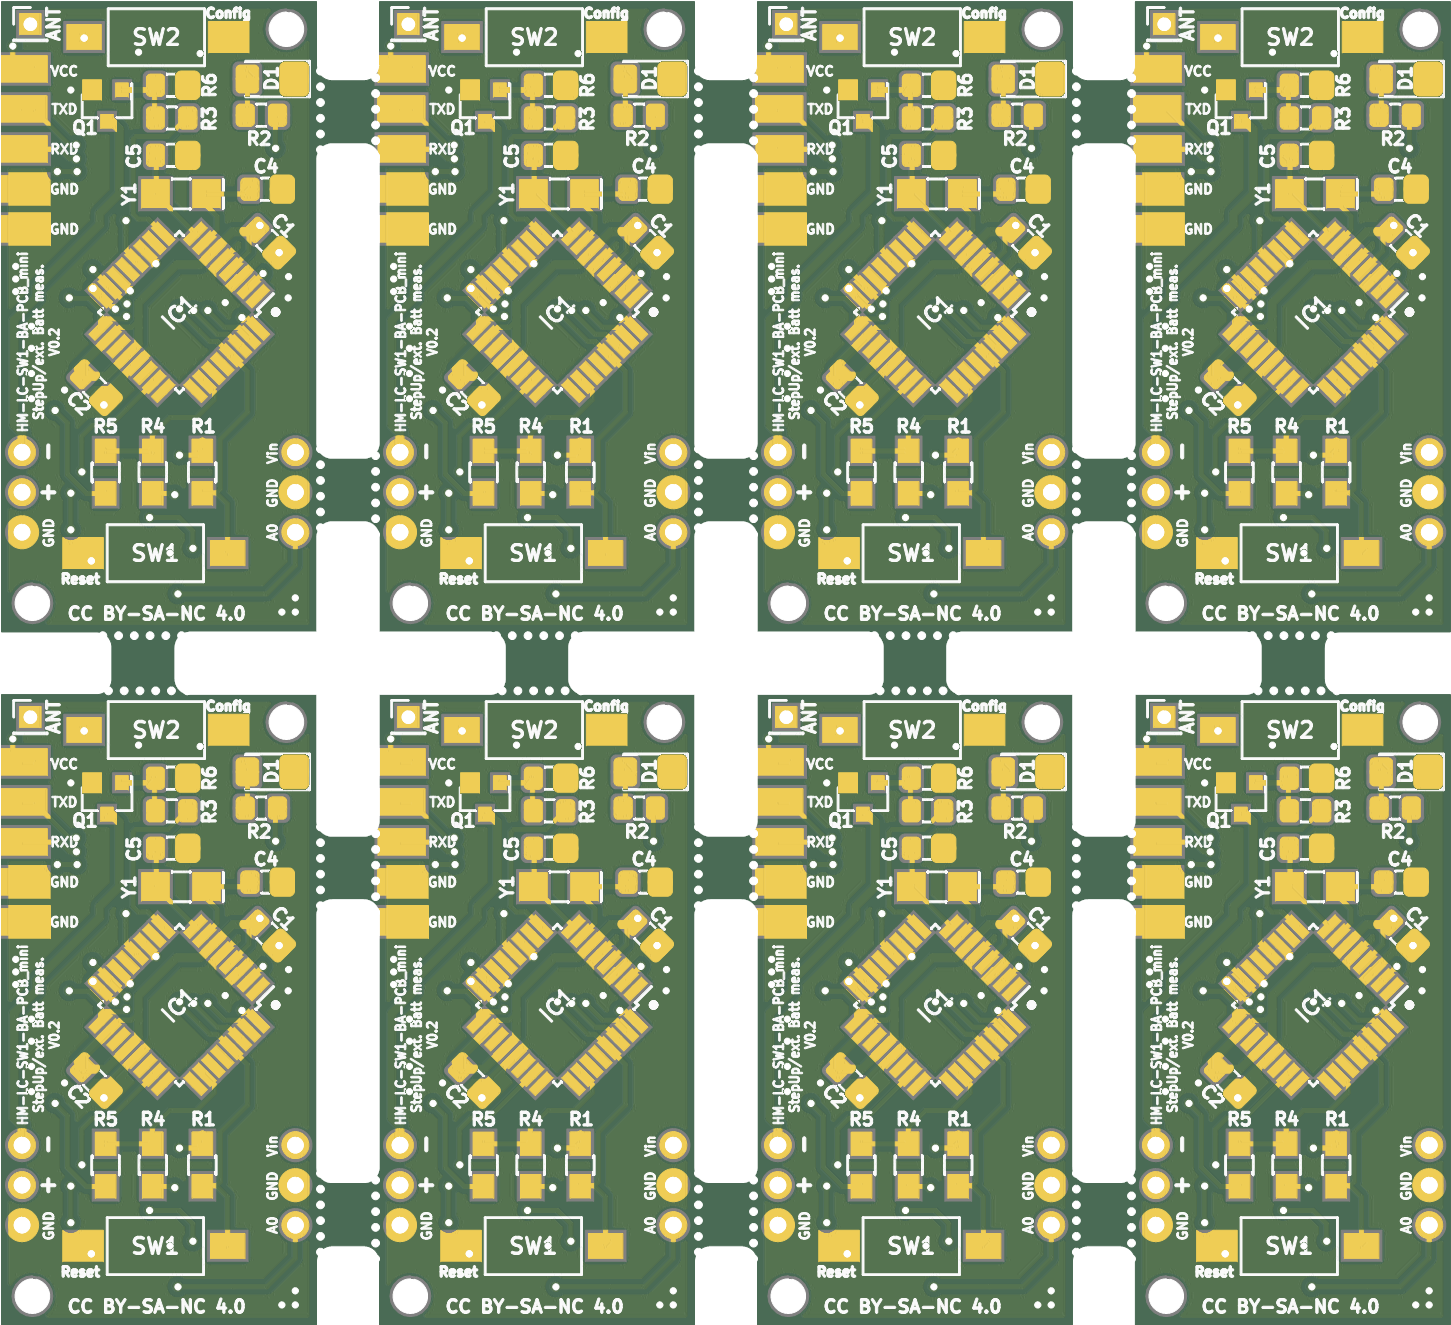 ANT
SW2
Config
VCC
R6
D1
TXD
Q1
R3
R2
RXD
C5
C4
GND
Y1
GND
C1
HM-LC-SW1-BA-PCB_mini
StepUp/ext. Batt meas.
V0.2
IC1
C2
R5 R4 R1
-
Vin
+
GND
GND
A0
SW1
Reset
CC BY-SA-NC 4.0
ANT
SW2
Config
VCC
R6
D1
TXD
Q1
R3
R2
RXD
C5
C4
GND
Y1
GND
C1
HM-LC-SW1-BA-PCB_mini
StepUp/ext. Batt meas.
V0.2
IC1
C2
R5 R4 R1
-
Vin
+
GND
GND
A0
SW1
Reset
CC BY-SA-NC 4.0
ANT
SW2
Config
VCC
R6
D1
TXD
Q1
R3
R2
RXD
C5
C4
GND
Y1
GND
C1
HM-LC-SW1-BA-PCB_mini
StepUp/ext. Batt meas.
V0.2
IC1
C2
R5 R4 R1
-
Vin
+
GND
GND
A0
SW1
Reset
CC BY-SA-NC 4.0
ANT
SW2
Config
VCC
R6
D1
TXD
Q1
R3
R2
RXD
C5
C4
GND
Y1
GND
C1
HM-LC-SW1-BA-PCB_mini
StepUp/ext. Batt meas.
V0.2
IC1
C2
R5 R4 R1
-
Vin
+
GND
GND
A0
SW1
Reset
CC BY-SA-NC 4.0
ANT
SW2
Config
VCC
R6
D1
TXD
Q1
R3
R2
RXD
C5
C4
GND
Y1
GND
C1
HM-LC-SW1-BA-PCB_mini
StepUp/ext. Batt meas.
V0.2
IC1
C2
R5 R4 R1
-
Vin
+
GND
GND
A0
SW1
Reset
CC BY-SA-NC 4.0
ANT
SW2
Config
VCC
R6
D1
TXD
Q1
R3
R2
RXD
C5
C4
GND
Y1
GND
C1
HM-LC-SW1-BA-PCB_mini
StepUp/ext. Batt meas.
V0.2
IC1
C2
R5 R4 R1
-
Vin
+
GND
GND
A0
SW1
Reset
CC BY-SA-NC 4.0
ANT
SW2
Config
VCC
R6
D1
TXD
Q1
R3
R2
RXD
C5
C4
GND
Y1
GND
C1
HM-LC-SW1-BA-PCB_mini
StepUp/ext. Batt meas.
V0.2
IC1
C2
R5 R4 R1
-
Vin
+
GND
GND
A0
SW1
Reset
CC BY-SA-NC 4.0
ANT
SW2
Config
VCC
R6
D1
TXD
Q1
R3
R2
RXD
C5
C4
GND
Y1
GND
C1
HM-LC-SW1-BA-PCB_mini
StepUp/ext. Batt meas.
V0.2
IC1
C2
R5 R4 R1
-
Vin
+
GND
GND
A0
SW1
Reset
CC BY-SA-NC 4.0